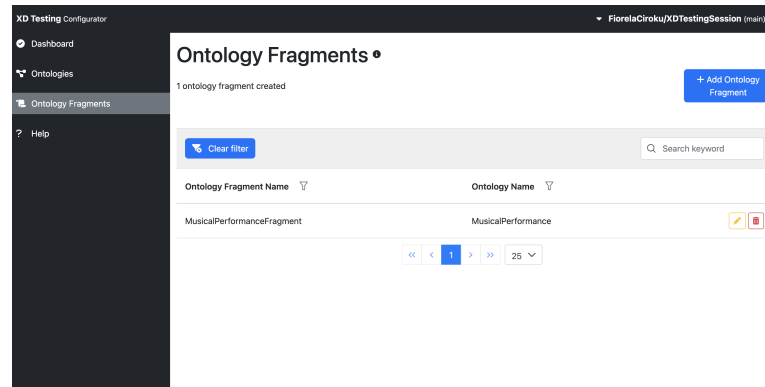 XD Testing Configurator
FiorelaCiroku/XDTestingSession (main)
Dashboard
Ontologies
Ontology Fragments
? Help
Ontology Fragments
1 ontology fragment created
+ Add Ontology
Fragment
Clear filter
Search keyword
Ontology Fragment Name
Ontology Name
MusicalPerformanceFragment
MusicalPerformance
<< < 1 > >> 25